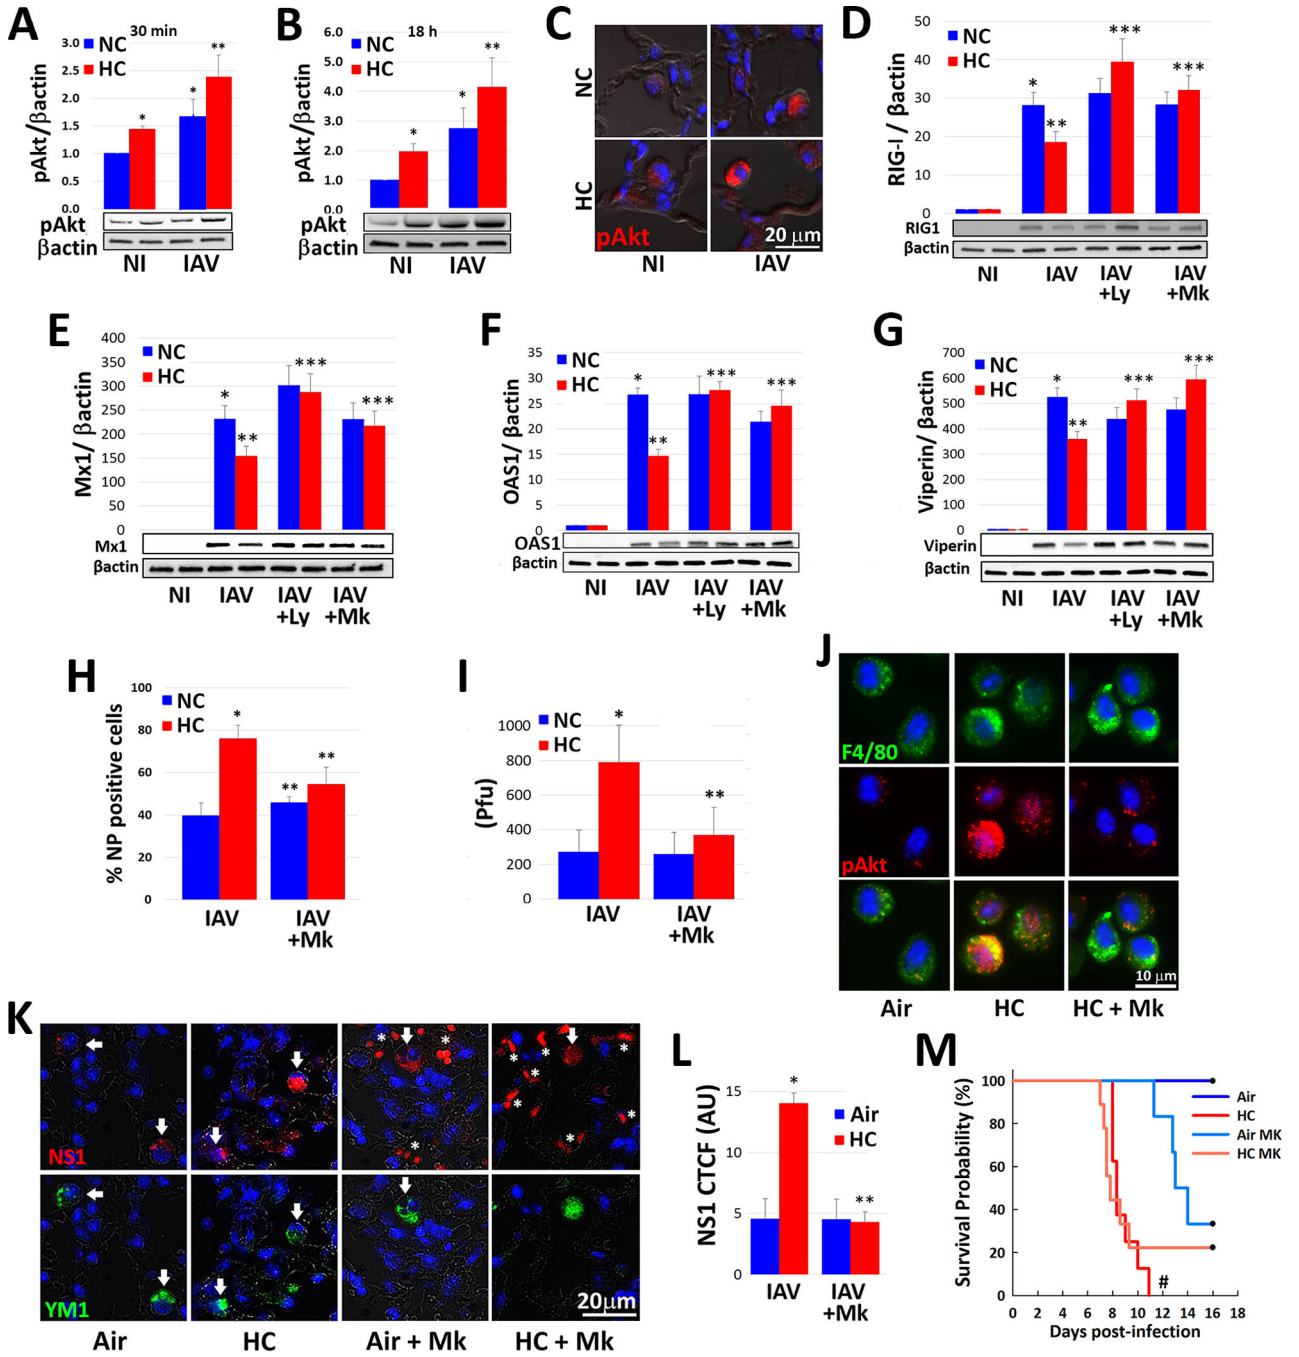 A
30 min
pAkt/βactin
3.0
2.5
2.0
1.5
1.0
0.5
0.0
NC
HC
*
*
**
pAkt
βactin
NI IAV
B
18 h
pAkt/βactin
6.0
5.0
4.0
3.0
2.0
1.0
0.0
NC
HC
*
*
**
pAkt
βactin
NI IAV
C
NC
HC
pAkt
20 μm
NI IAV
D
RIG-I / βactin
50
40
30
20
10
0
NC
HC
*
**
***
***
RIG1
βactin
NI IAV IAV IAV
+Ly +Mk
E
Mx1/ βactin
400
350
300
250
200
150
100
50
0
NC
HC
*
**
***
***
Mx1
βactin
NI IAV IAV IAV
+Ly +Mk
F
OAS1/ βactin
35
30
25
20
15
10
5
0
NC
HC
*
**
***
***
OAS1
βactin
NI IAV IAV IAV
+Ly +Mk
G
Viperin/ βactin
700
600
500
400
300
200
100
0
NC
HC
*
**
***
***
Viperin
βactin
NI IAV IAV IAV
+Ly +Mk
H
% NP positive cells
100
80
60
40
20
0
NC
HC
*
**
**
IAV IAV
+Mk
I
(Pfu)
1000
800
600
400
200
0
NC
HC
*
**
IAV IAV
+Mk
J
F4/80
pAkt
10 μm
Air HC HC + Mk
K
NS1
* * *
* * * * * *
YM1
20μm
Air HC Air + Mk HC + Mk
L
NS1 CTCF (AU)
15
10
5
0
Air
HC
*
**
IAV IAV
+Mk
M
Survival Probability (%)
100
80
60
40
20
0
Air
HC
Air MK
HC MK
#
0 2 4 6 8 10 12 14 16 18
Days post-infection